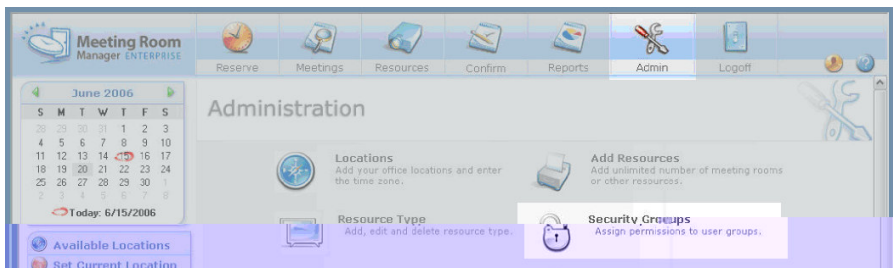 Meeting Room
Manager ENTERPRISE
Reserve Meetings Resources Confirm Reports Admin Logoff
June 2006
S M T W T F S
28 29 30 31 1 2 3
4 5 6 7 8 9 10
11 12 13 14 15 16 17
18 19 20 21 22 23 24
25 26 27 28 29 30 1
2 3 4 5 6 7 8
Today: 6/15/2006
Available Locations
Set Current Location
Administration
Locations
Add your office locations and enter
the time zone.
Add Resources
Add unlimited number of meeting rooms
or other resources.
Resource Type
Add, edit and delete resource type.
Security Groups
Assign permissions to user groups.